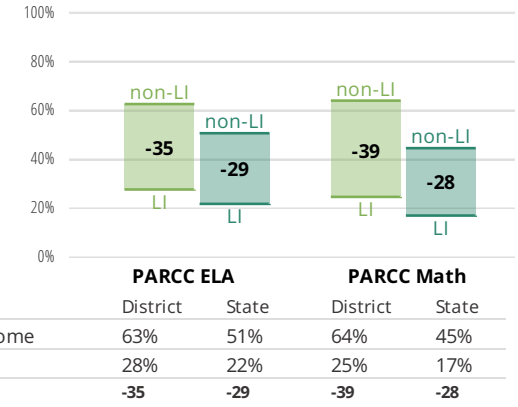 100%
80%
non-LI
non-LI
60%
non-LI
non-LI
-35
-39
40%
-29
-28
LI
LI
20%
LI
LI
0%
PARCC ELA PARCC Math
District State District State
ome 63% 51% 64% 45%
28% 22% 25% 17%
-35 -29 -39 -28